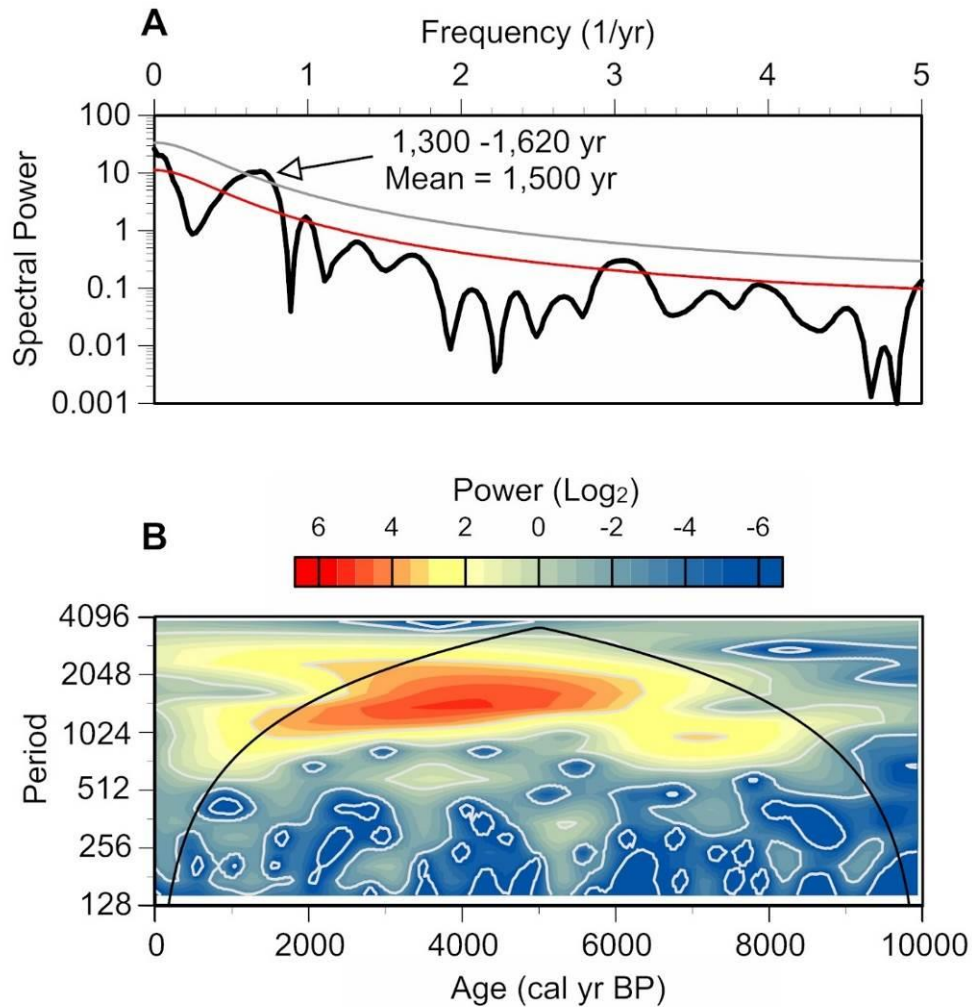 A
Frequency (1/yr)
0 1 2 3 4 5
Spectral Power
100
10
1
0.1
0.01
0.001
1,300 -1,620 yr
Mean = 1,500 yr
Power (Log2)
B
6 4 2 0 -2 -4 -6
Period
4096
2048
1024
512
256
128
0 2000 4000 6000 8000 10000
Age (cal yr BP)